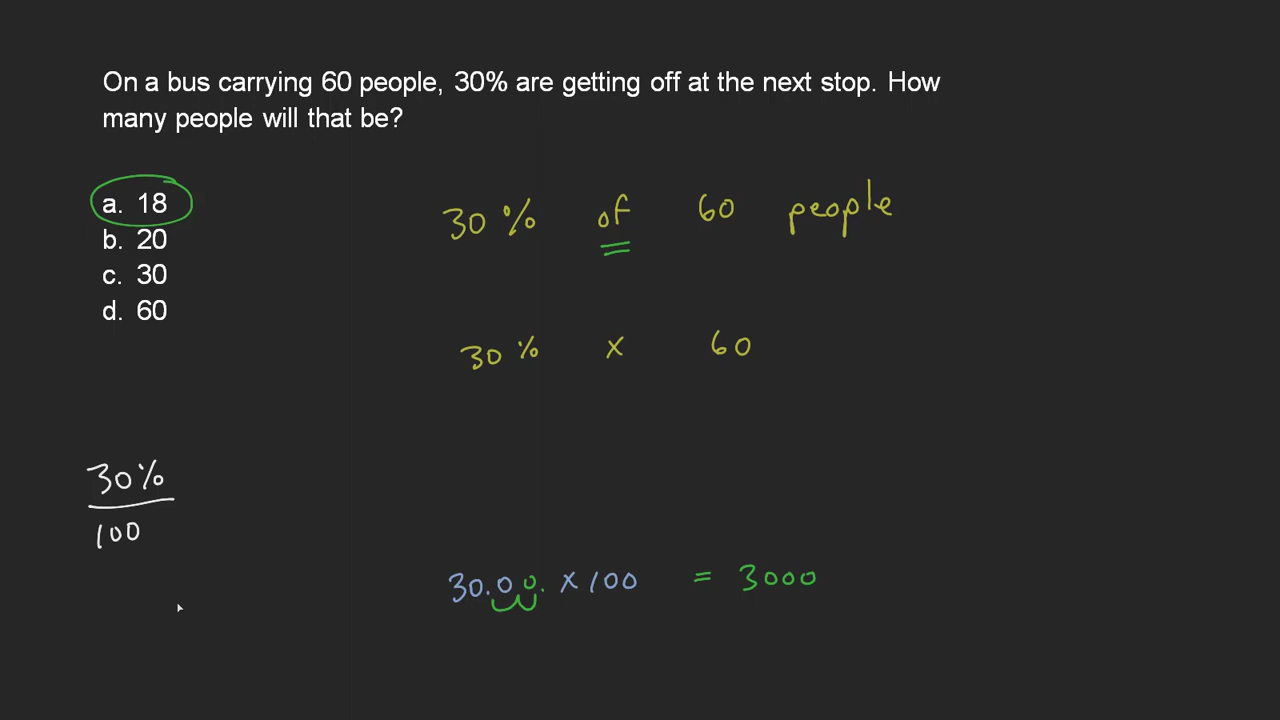 On a bus carrying 60 people, 30% are getting off at the next stop. How
many people will that be?
a. 18
b. 20
c. 30
d. 60
30% of 60 people
30% x 60
30%
100
30.00. x 100 = 3000